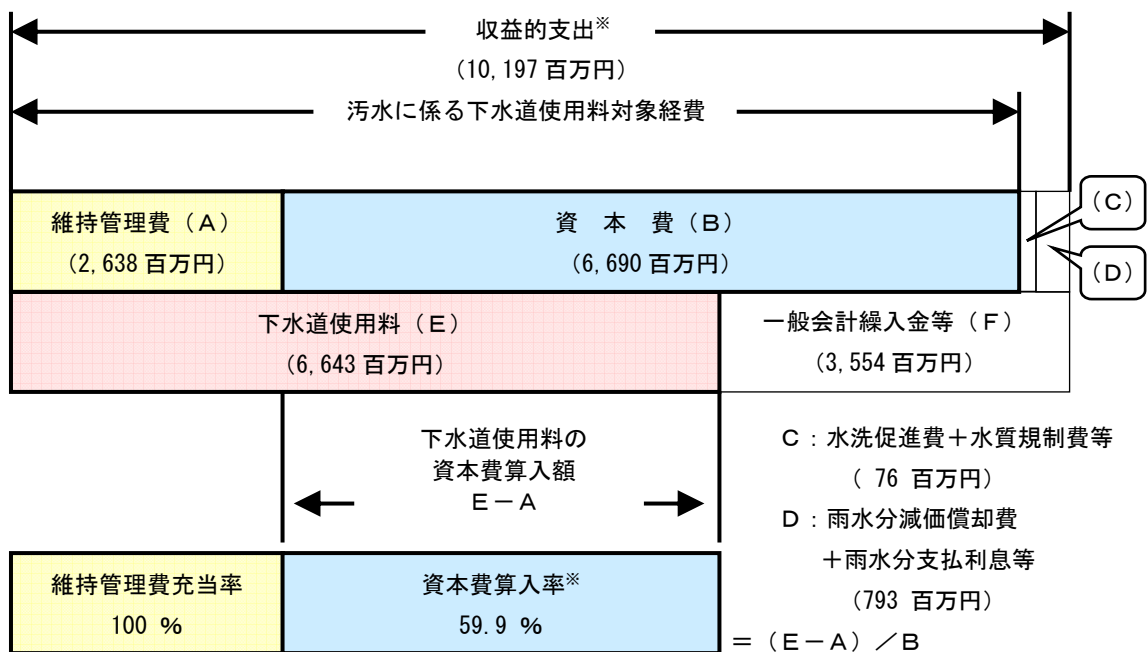 収益的支出※
（10,197 百万円）
汚水に係る下水道使用料対象経費
（C）
維持管理費（A）
資　本　費（B）
（2,638 百万円）
（6,690 百万円）
（D）
下水道使用料（E）
一般会計繰入金等（F）
（6,643 百万円）
（3,554 百万円）
下水道使用料の
資本費算入額
E－A
C：水洗促進費＋水質規制費等
（ 76 百万円）
D：雨水分減価償却費
＋雨水分支払利息等
（793 百万円）
維持管理費充当率
資本費算入率※
100 %
59.9 %
＝（E－A）／B